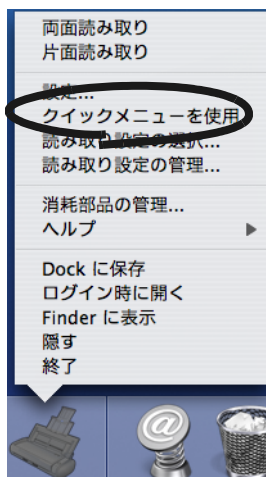 両面読み取り
片面読み取り
設定...
クイックメニューを使用
読み取り設定の選択...
読み取り設定の管理...
消耗部品の管理...
ヘルプ
Dock に保存
ログイン時に開く
Finder に表示
隠す
終了
@